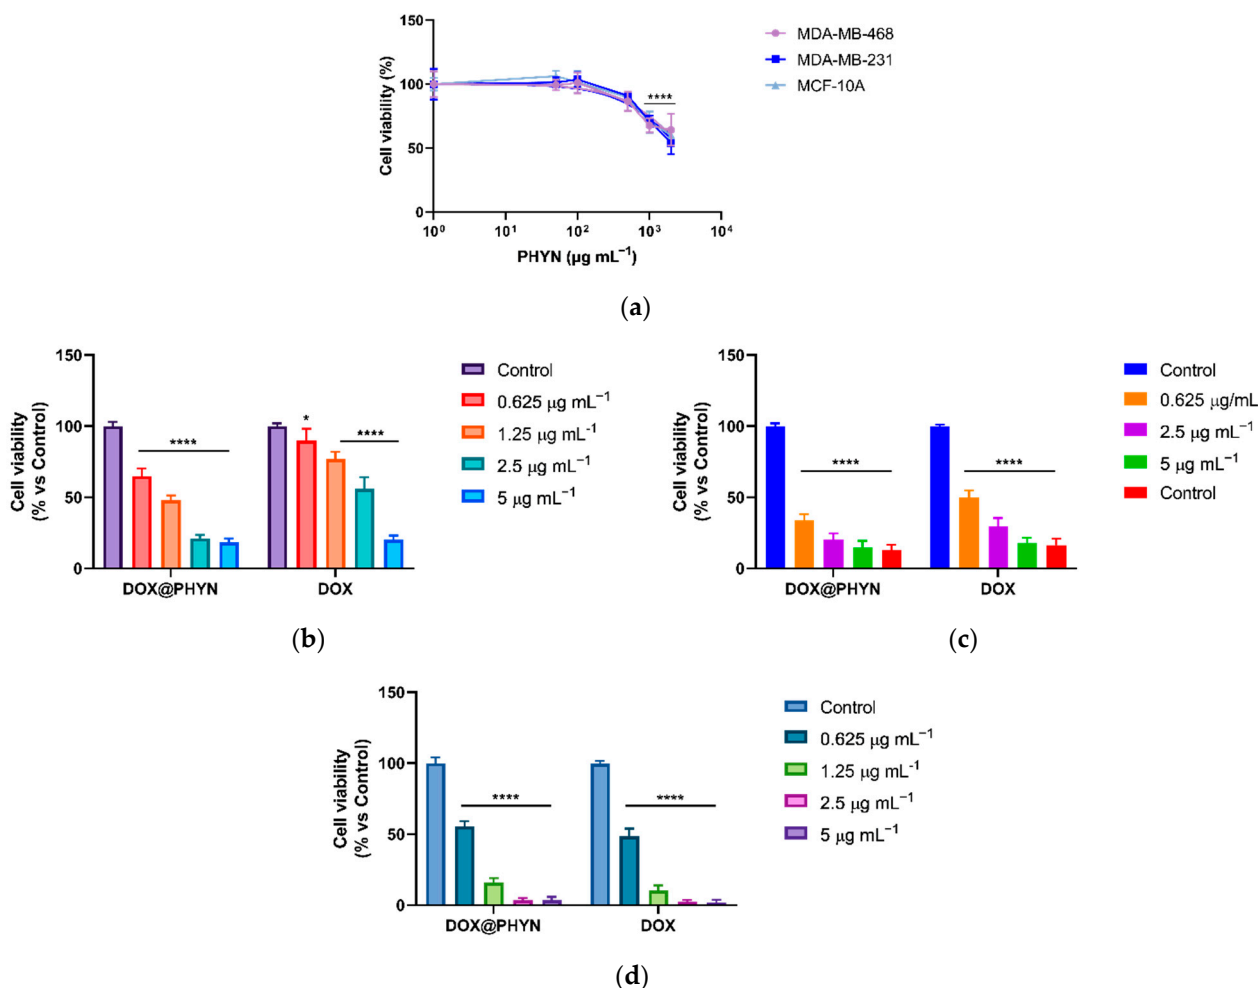 150
100
50
0
Cell viability (%)
10⁰ 10¹ 10² 10³ 10⁴
PHYN (µg mL⁻¹)
****
MDA-MB-468
MDA-MB-231
MCF-10A
(a)
150
100
50
0
Cell viability
(% vs Control)
****
*
****
DOX@PHYN DOX
Control
0.625 µg mL⁻¹
1.25 µg mL⁻¹
2.5 µg mL⁻¹
5 µg mL⁻¹
(b)
150
100
50
0
Cell viability
(% vs Control)
****
****
DOX@PHYN DOX
Control
0.625 µg/mL
2.5 µg mL⁻¹
5 µg mL⁻¹
Control
(c)
150
100
50
0
Cell viability
(% vs Control)
****
****
DOX@PHYN DOX
Control
0.625 µg mL⁻¹
1.25 µg mL⁻¹
2.5 µg mL⁻¹
5 µg mL⁻¹
(d)